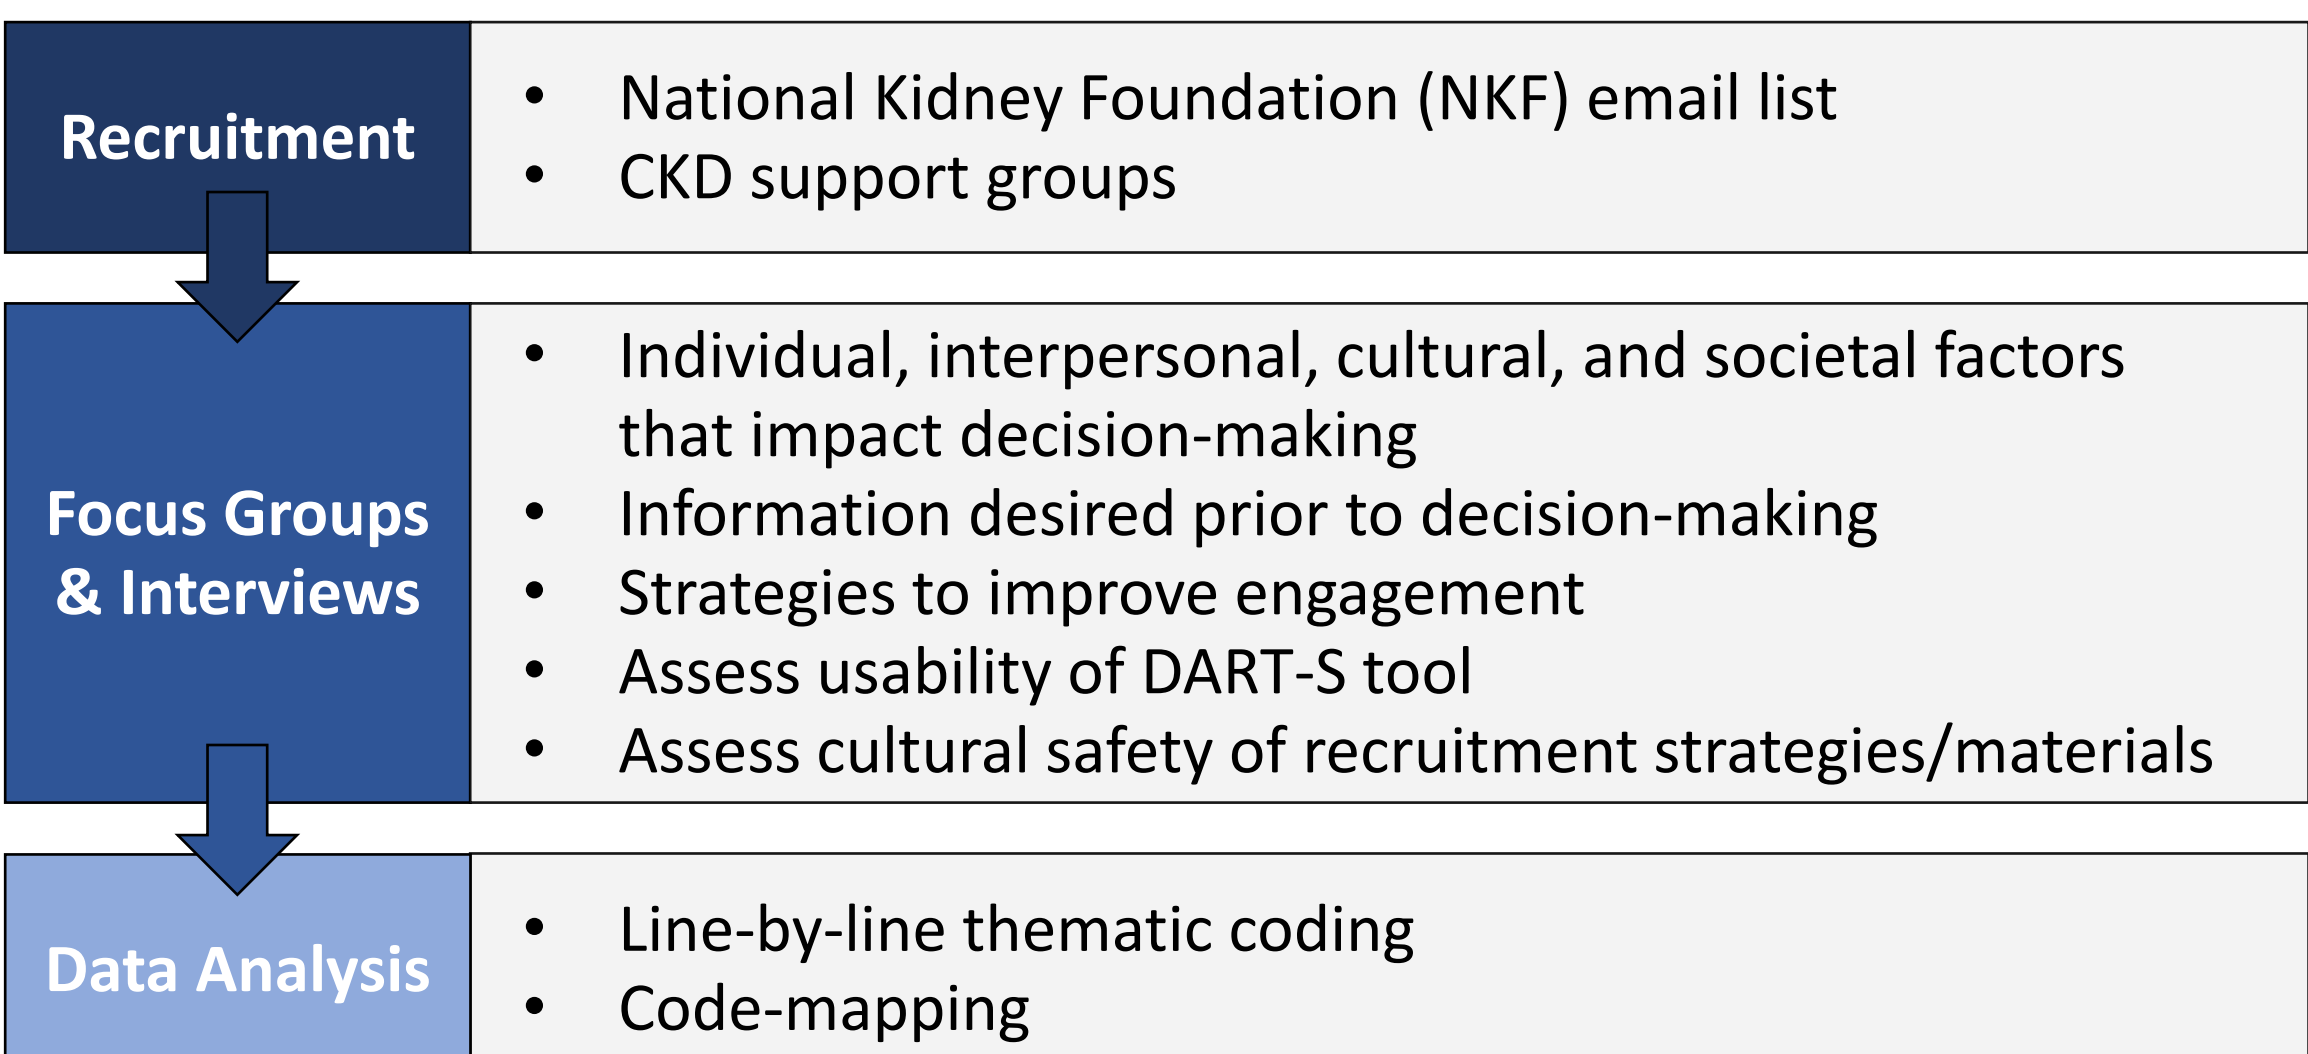 Recruitment
• National Kidney Foundation (NKF) email list
• CKD support groups
Focus Groups
& Interviews
• Individual, interpersonal, cultural, and societal factors
that impact decision-making
• Information desired prior to decision-making
• Strategies to improve engagement
• Assess usability of DART-S tool
• Assess cultural safety of recruitment strategies/materials
Data Analysis
• Line-by-line thematic coding
• Code-mapping